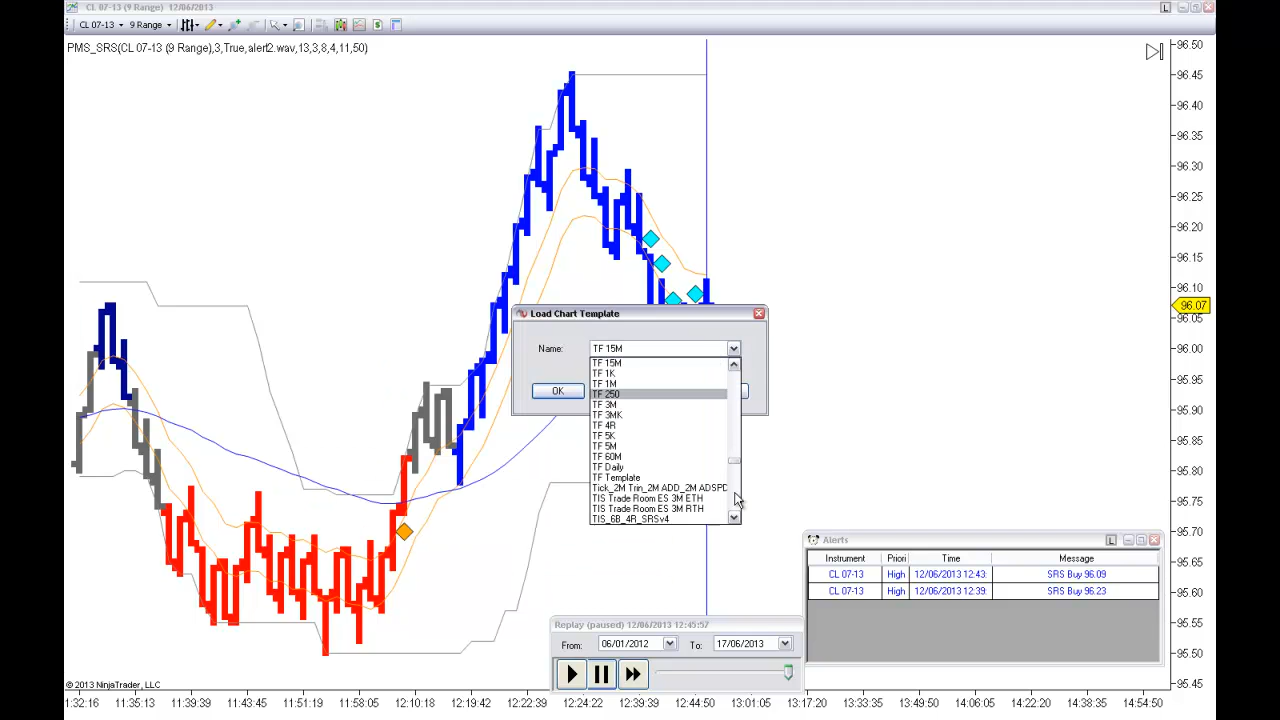 CL 07-13 (9 Range) 12/06/2013
L
CL 07-13
9 Range
PMS_SRS(CL 07-13 (9 Range),3,True,alert2.wav,13,3,8,4,11,50)
96.50
96.45
96.40
96.35
96.30
96.25
96.20
96.15
96.10
96.07
96.05
96.00
95.95
95.90
95.85
95.80
95.75
95.70
95.65
95.60
95.55
95.50
95.45
Load Chart Template
Name:
TF 15M
OK
TF 15M
TF 1K
TF 1M
TF 250
TF 3M
TF 3MK
TF 4R
TF 5K
TF 5M
TF 60M
TF Daily
TF Template
Tick_2M Trin_2M ADD_2M ADSPD
TIS Trade Room ES 3M ETH
TIS Trade Room ES 3M RTH
TIS_6B_4R_SRSv4
Alerts
L
Instrument Priori Time Message
CL 07-13 High 12/06/2013 12:43: SRS Buy 96.09
CL 07-13 High 12/06/2013 12:39: SRS Buy 96.23
Replay (paused) 12/06/2013 12:45:57
From: 06/01/2012 To: 17/06/2013
© 2013 NinjaTrader, LLC
11:32:16 11:35:13 11:43:45 11:51:19 11:58:50 12:10:15 12:19:42 12:24:22 12:39:38 12:44:50 13:01:05 13:17:20 13:33:35 13:49:50 14:06:05 14:22:20 14:38:35 14:54:50